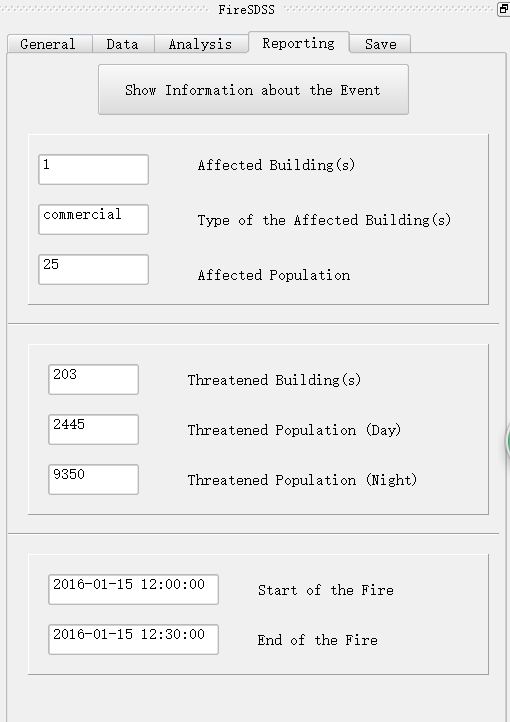 FireSDSS
General Data Analysis Reporting Save
Show Information about the Event
1 Affected Building(s)
commercial Type of the Affected Building(s)
25 Affected Population
203 Threatened Building(s)
2445 Threatened Population (Day)
9350 Threatened Population (Night)
2016-01-15 12:00:00 Start of the Fire
2016-01-15 12:30:00 End of the Fire